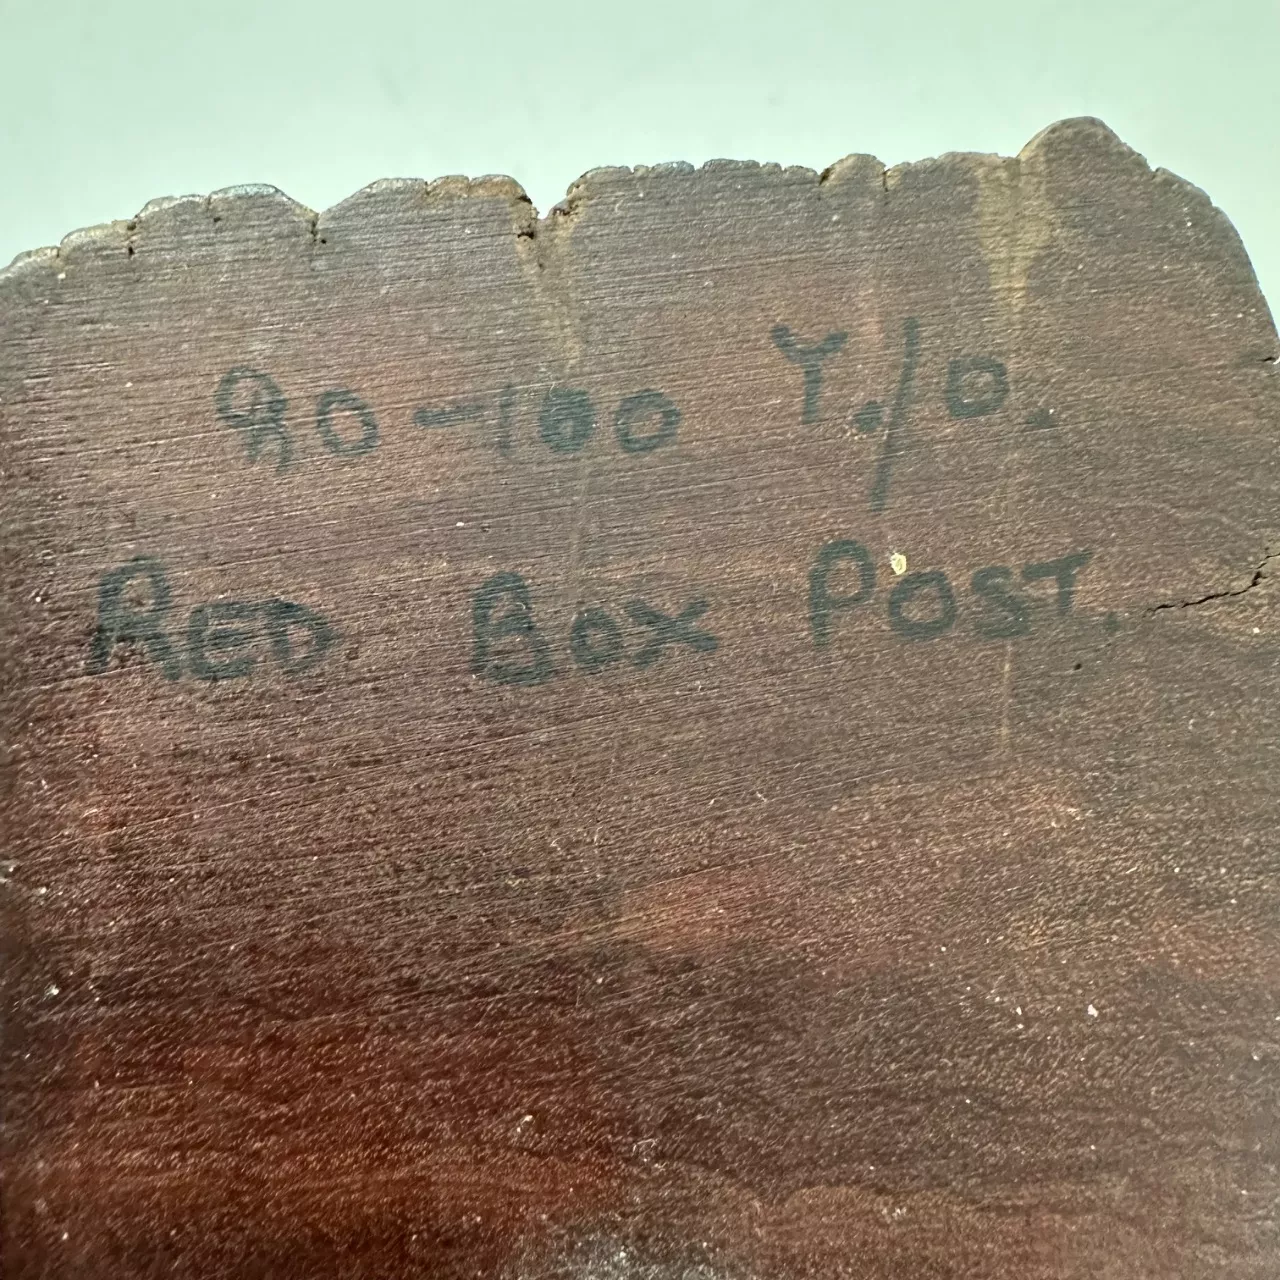 90-100 Y./O.
RED BOX POST.